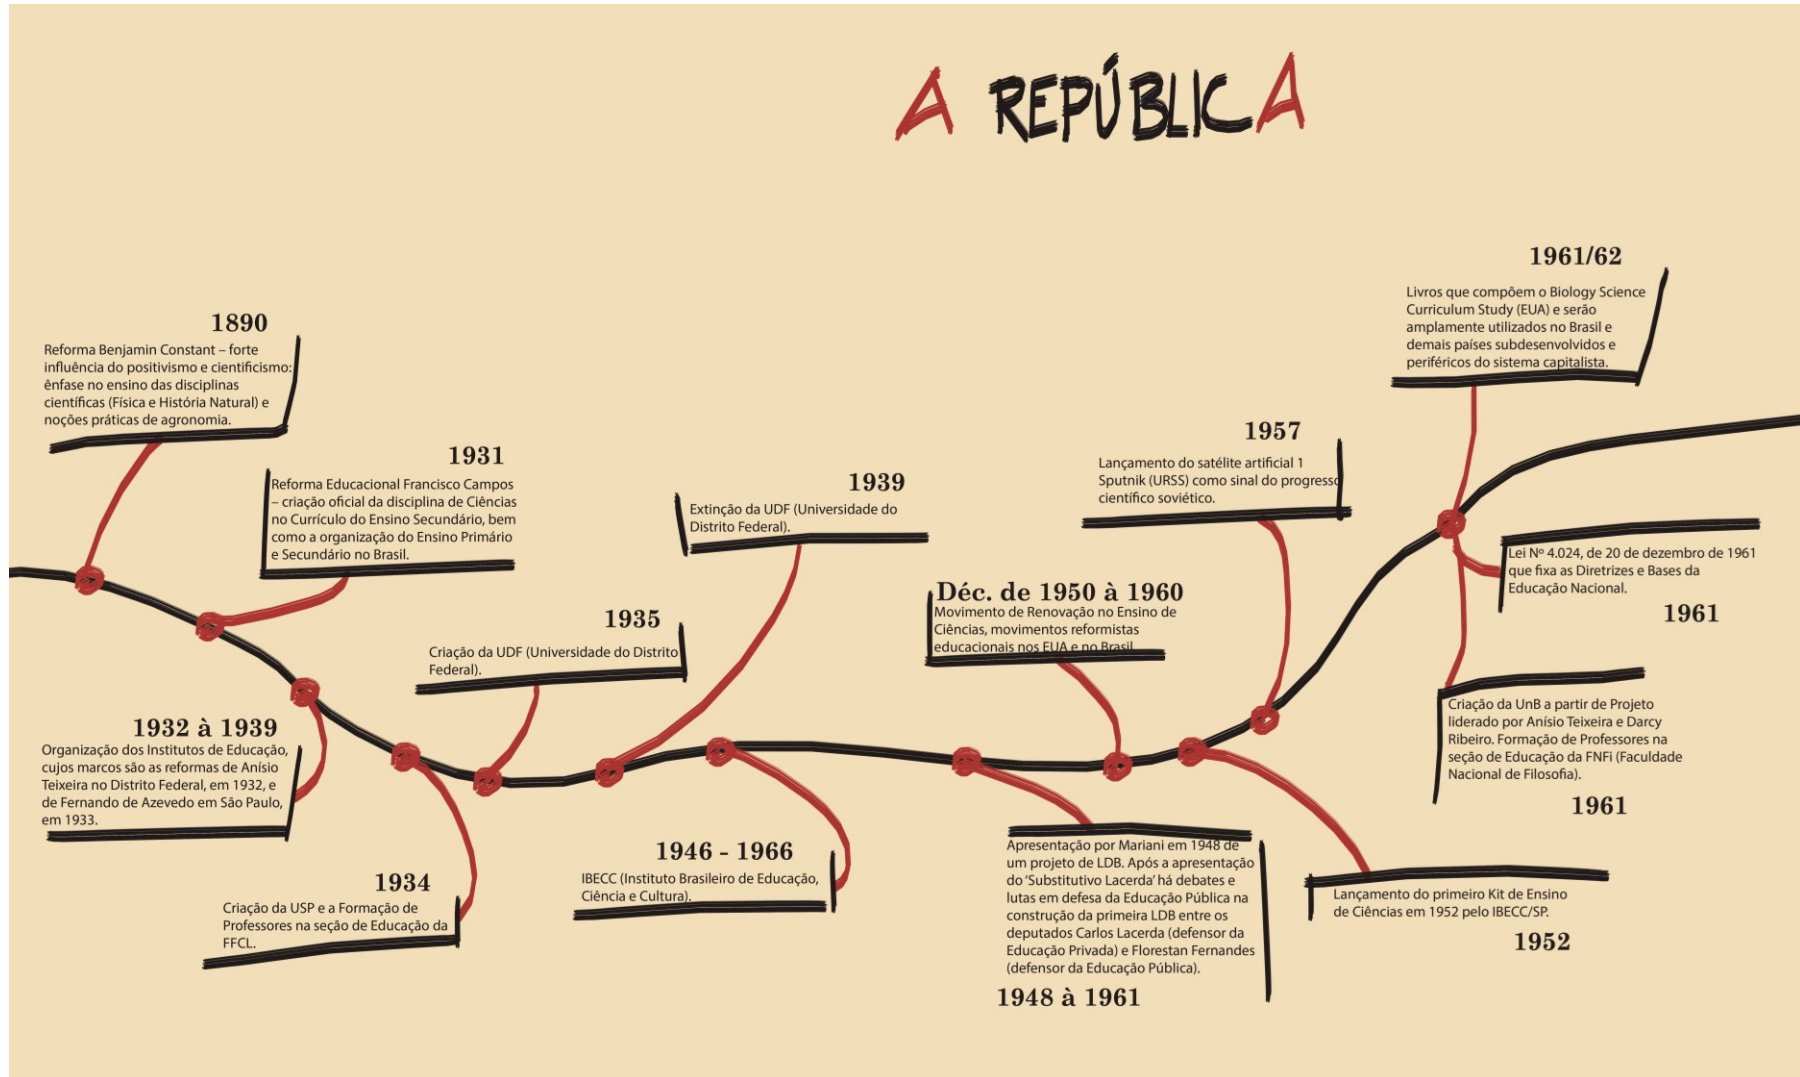 A REPÚBLICA
1890
Reforma Benjamin Constant – forte
influência do positivismo e cientificismo:
ênfase no ensino das disciplinas
científicas (Física e História Natural) e
noções práticas de agronomia.
1931
Reforma Educacional Francisco Campos
– criação oficial da disciplina de Ciências
no Currículo do Ensino Secundário, bem
como a organização do Ensino Primário
e Secundário no Brasil.
1932 à 1939
Organização dos Institutos de Educação,
cujos marcos são as reformas de Anísio
Teixeira no Distrito Federal, em 1932, e
de Fernando de Azevedo em São Paulo,
em 1933.
1934
Criação da USP e a Formação de
Professores na seção de Educação da
FFCL.
1935
Criação da UDF (Universidade do Distrito
Federal).
1939
Extinção da UDF (Universidade do
Distrito Federal).
1946 - 1966
IBECC (Instituto Brasileiro de Educação,
Ciência e Cultura).
Apresentação por Mariani em 1948 de
um projeto de LDB. Após a apresentação
do ‘Substitutivo Lacerda’ há debates e
lutas em defesa da Educação Pública na
construção da primeira LDB entre os
deputados Carlos Lacerda (defensor da
Educação Privada) e Florestan Fernandes
(defensor da Educação Pública).
1948 à 1961
Déc. de 1950 à 1960
Movimento de Renovação no Ensino de
Ciências, movimentos reformistas
educacionais nos EUA e no Brasil
Lançamento do primeiro Kit de Ensino
de Ciências em 1952 pelo IBECC/SP.
1952
1957
Lançamento do satélite artificial 1
Sputnik (URSS) como sinal do progresso
científico soviético.
1961/62
Livros que compõem o Biology Science
Curriculum Study (EUA) e serão
amplamente utilizados no Brasil e
demais países subdesenvolvidos e
periféricos do sistema capitalista.
Lei Nº 4.024, de 20 de dezembro de 1961
que fixa as Diretrizes e Bases da
Educação Nacional.
1961
Criação da UnB a partir de Projeto
liderado por Anísio Teixeira e Darcy
Ribeiro. Formação de Professores na
seção de Educação da FNFi (Faculdade
Nacional de Filosofia).
1961